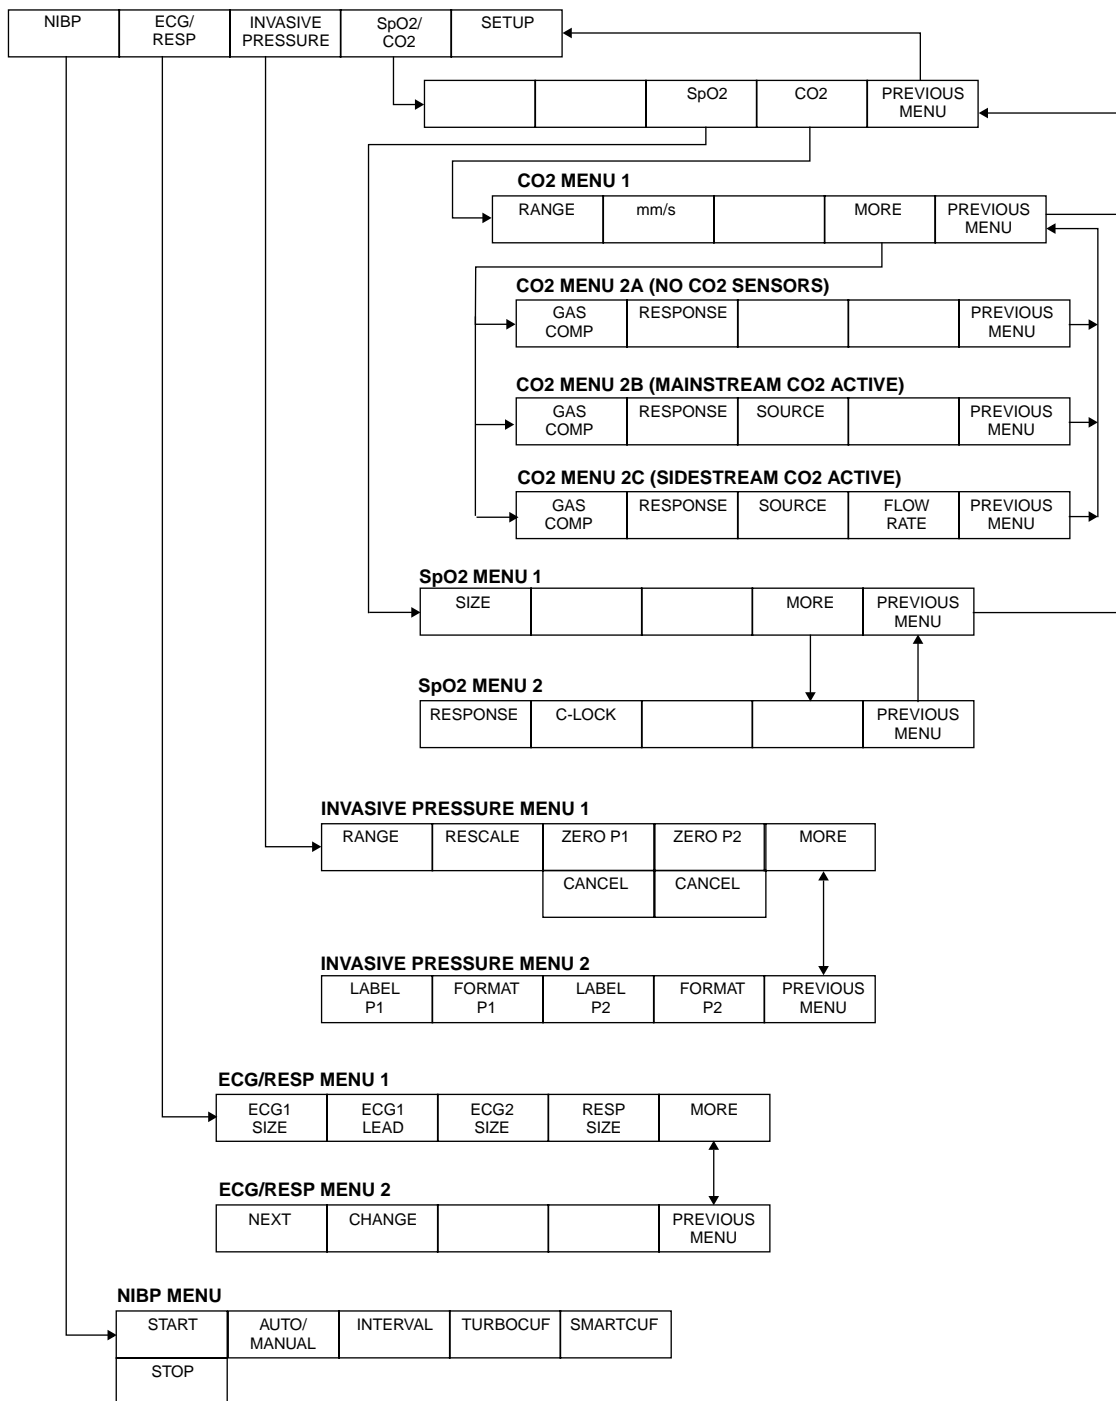 NIBP
ECG/
RESP
INVASIVE
PRESSURE
SpO2/
CO2
SETUP
SpO2
CO2
PREVIOUS
MENU
CO2 MENU 1
RANGE
mm/s
MORE
PREVIOUS
MENU
CO2 MENU 2A (NO CO2 SENSORS)
GAS
COMP
RESPONSE
PREVIOUS
MENU
CO2 MENU 2B (MAINSTREAM CO2 ACTIVE)
GAS
COMP
RESPONSE
SOURCE
PREVIOUS
MENU
CO2 MENU 2C (SIDESTREAM CO2 ACTIVE)
GAS
COMP
RESPONSE
SOURCE
FLOW
RATE
PREVIOUS
MENU
SpO2 MENU 1
SIZE
MORE
PREVIOUS
MENU
SpO2 MENU 2
RESPONSE
C-LOCK
PREVIOUS
MENU
INVASIVE PRESSURE MENU 1
RANGE
RESCALE
ZERO P1
ZERO P2
MORE
CANCEL
CANCEL
INVASIVE PRESSURE MENU 2
LABEL
P1
FORMAT
P1
LABEL
P2
FORMAT
P2
PREVIOUS
MENU
ECG/RESP MENU 1
ECG1
SIZE
ECG1
LEAD
ECG2
SIZE
RESP
SIZE
MORE
ECG/RESP MENU 2
NEXT
CHANGE
PREVIOUS
MENU
NIBP MENU
START
AUTO/
MANUAL
INTERVAL
TURBOCUF
SMARTCUF
STOP